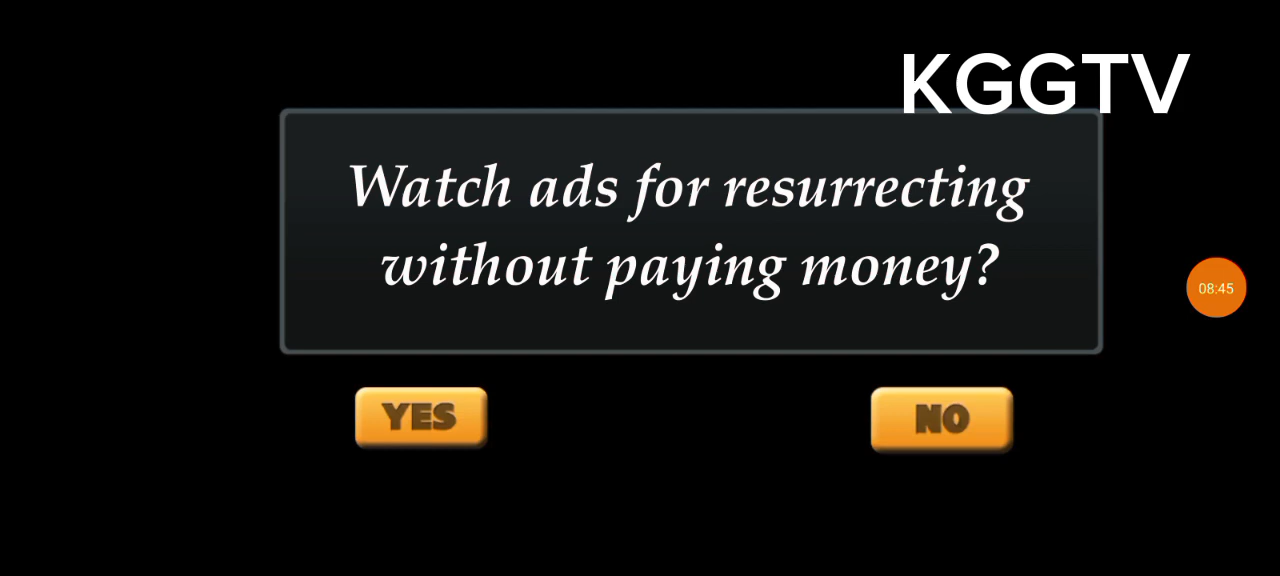 KGGTV
Watch ads for resurrecting
without paying money?
08:45
YES
NO